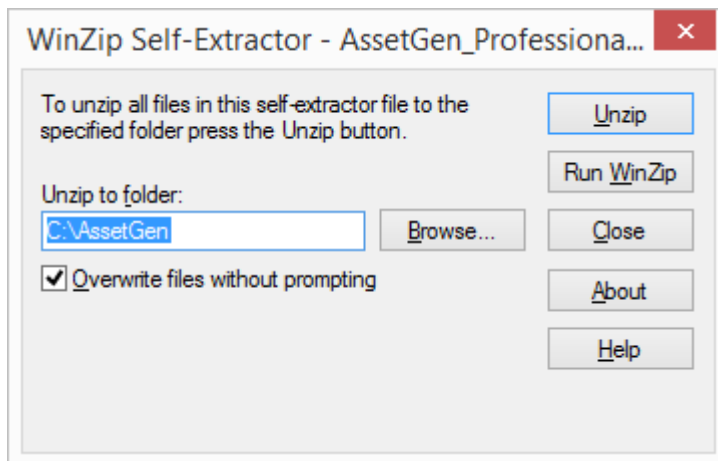 WinZip Self-Extractor - AssetGen_Professiona...
To unzip all files in this self-extractor file to the
specified folder press the Unzip button.
Unzip to folder:
C:\AssetGen
Browse...
Overwrite files without prompting
Unzip
Run WinZip
Close
About
Help